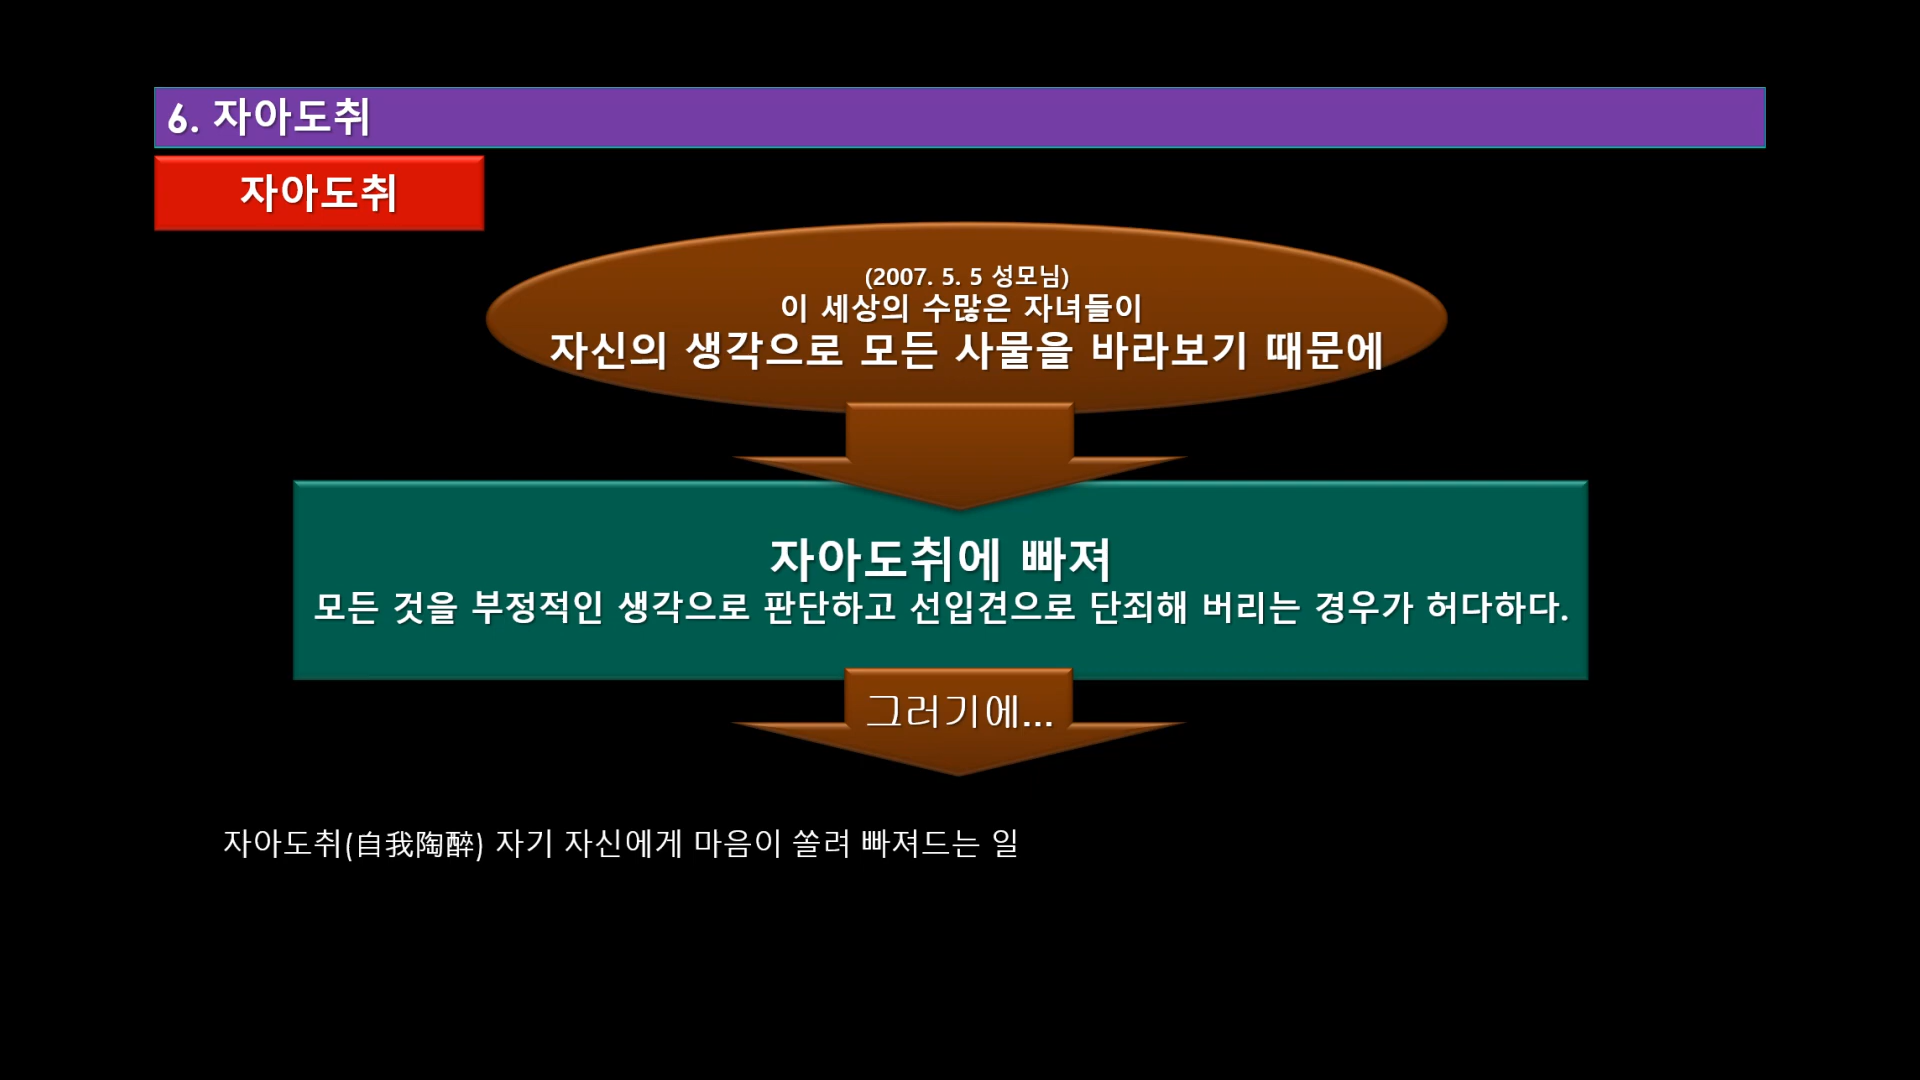 6. 자아도취
자아도취
(2007. 5. 5 성모님)
이 세상의 수많은 자녀들이
자신의 생각으로 모든 사물을 바라보기 때문에
자아도취에 빠져
모든 것을 부정적인 생각으로 판단하고 선입견으로 단죄해 버리는 경우가 허다하다.
그러기에...
자아도취(自我陶醉) 자기 자신에게 마음이 쏠려 빠져드는 일